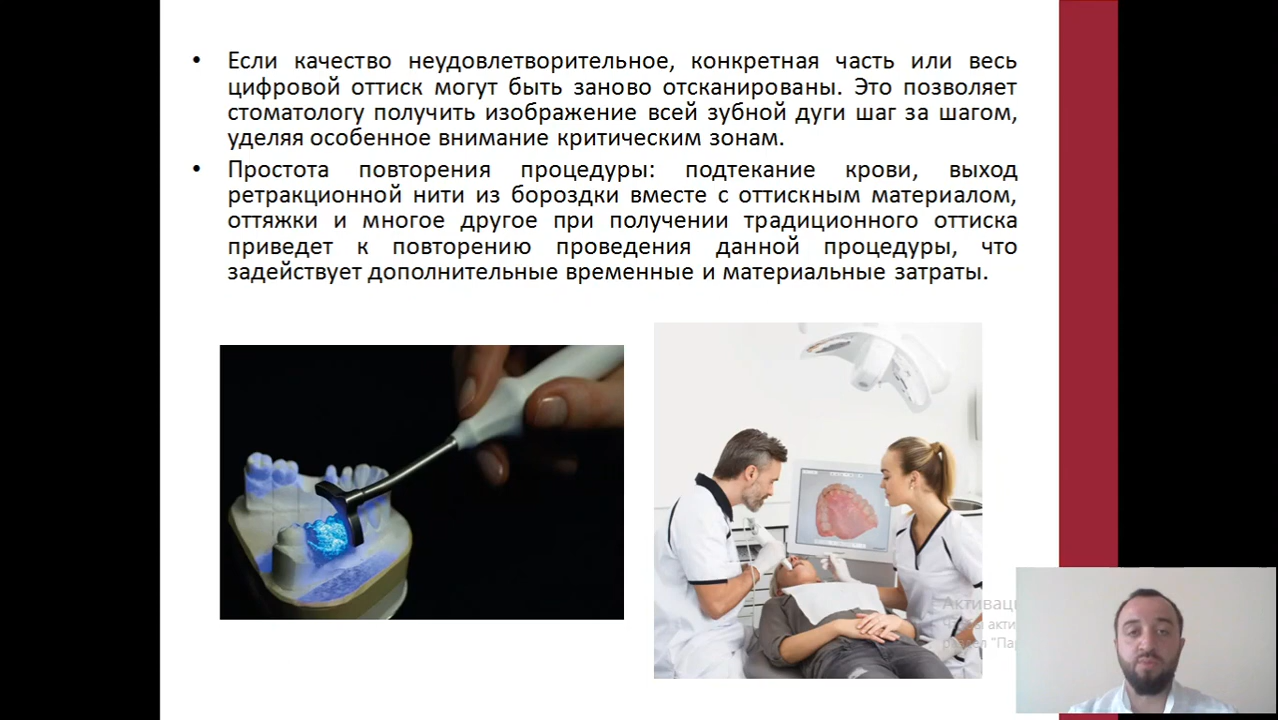 • Если качество неудовлетворительное, конкретная часть или весь
цифровой оттиск могут быть заново отсканированы. Это позволяет
стоматологу получить изображение всей зубной дуги шаг за шагом,
уделяя особенное внимание критическим зонам.
• Простота повторения процедуры: подтекание крови, выход
ретракционной нити из бороздки вместе с оттискным материалом,
оттяжки и многое другое при получении традиционного оттиска
приведет к повторению проведения данной процедуры, что
задействует дополнительные временные и материальные затраты.